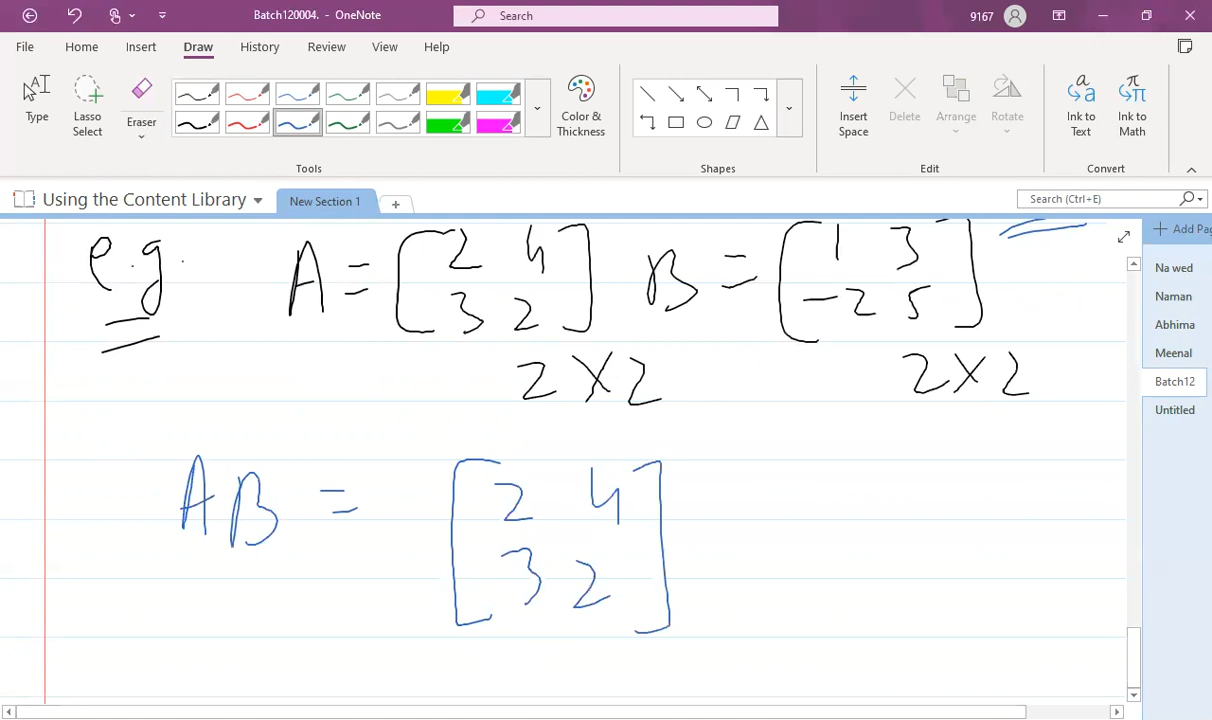 Batch120004. - OneNote
Search
9167
File Home Insert Draw History Review View Help
Type
Lasso Select
Eraser
Color & Thickness
Insert Space
Delete
Arrange
Rotate
Ink to Text
Ink to Math
Tools
Shapes
Edit
Convert
Using the Content Library
New Section 1
Search (Ctrl+E)
Add Pag
Na wed
Naman
Abhima
Meenal
Batch12
Untitled
e.g. A = [ 2 4 ] B = [ 1 3 ]
3 2 -2 5
2 × 2 2 × 2
AB = [ 2 4 ]
3 2